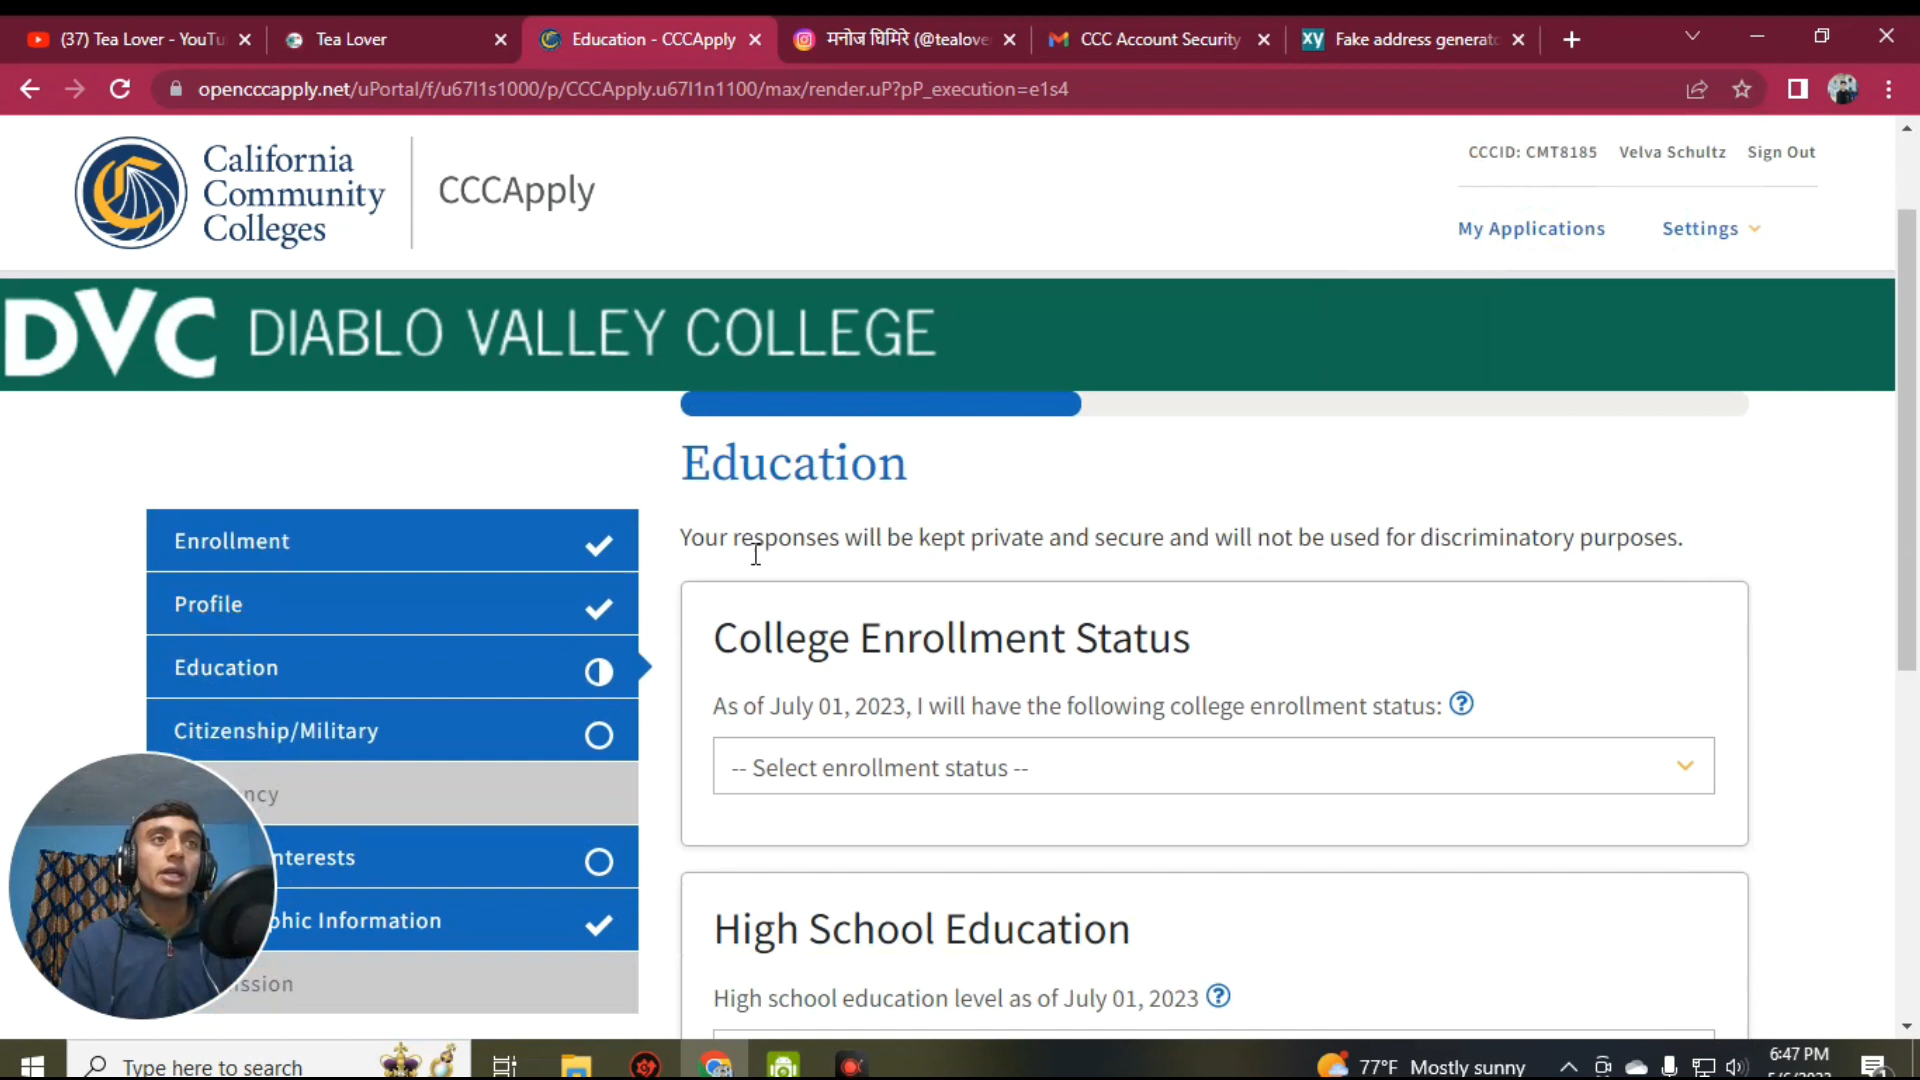 (37) Tea Lover - YouTu
Tea Lover
Education - CCCApply
मनोज घिमिरे (@tealove
CCC Account Security
xy Fake address generato
opencccapply.net/uPortal/f/u67l1s1000/p/CCCApply.u67l1n1100/max/render.uP?pP_execution=e1s4
California
Community
Colleges
CCCApply
CCCID: CMT8185 Velva Schultz Sign Out
My Applications Settings
DVC DIABLO VALLEY COLLEGE
Education
Your responses will be kept private and secure and will not be used for discriminatory purposes.
Enrollment
Profile
Education
Citizenship/Military
ncy
nterests
phic Information
ission
College Enrollment Status
As of July 01, 2023, I will have the following college enrollment status: ?
-- Select enrollment status --
High School Education
High school education level as of July 01, 2023 ?
Type here to search
77°F Mostly sunny
6:47 PM